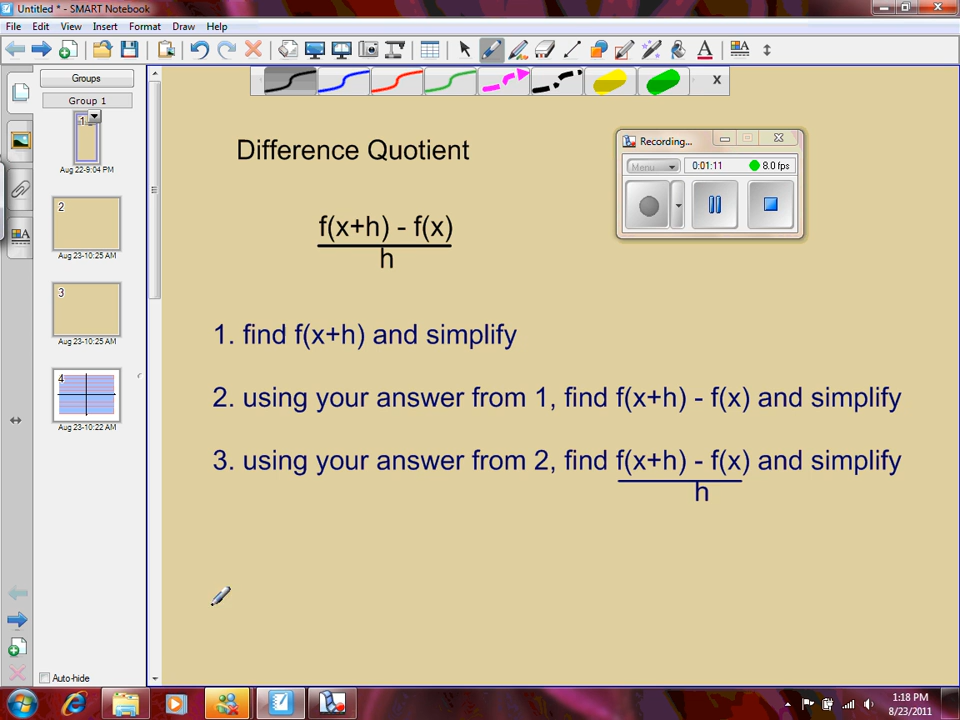 Untitled * - SMART Notebook
File Edit View Insert Format Draw Help
Groups
Group 1
1
Aug 22-9:04 PM
2
Aug 23-10:25 AM
3
Aug 23-10:25 AM
4
Aug 23-10:22 AM
Auto-hide
x
Recording...
Menu 0:01:11 8.0 fps
Difference Quotient
f(x+h) - f(x)
h
1. find f(x+h) and simplify
2. using your answer from 1, find f(x+h) - f(x) and simplify
3. using your answer from 2, find f(x+h) - f(x) and simplify
h
1:18 PM
8/23/2011